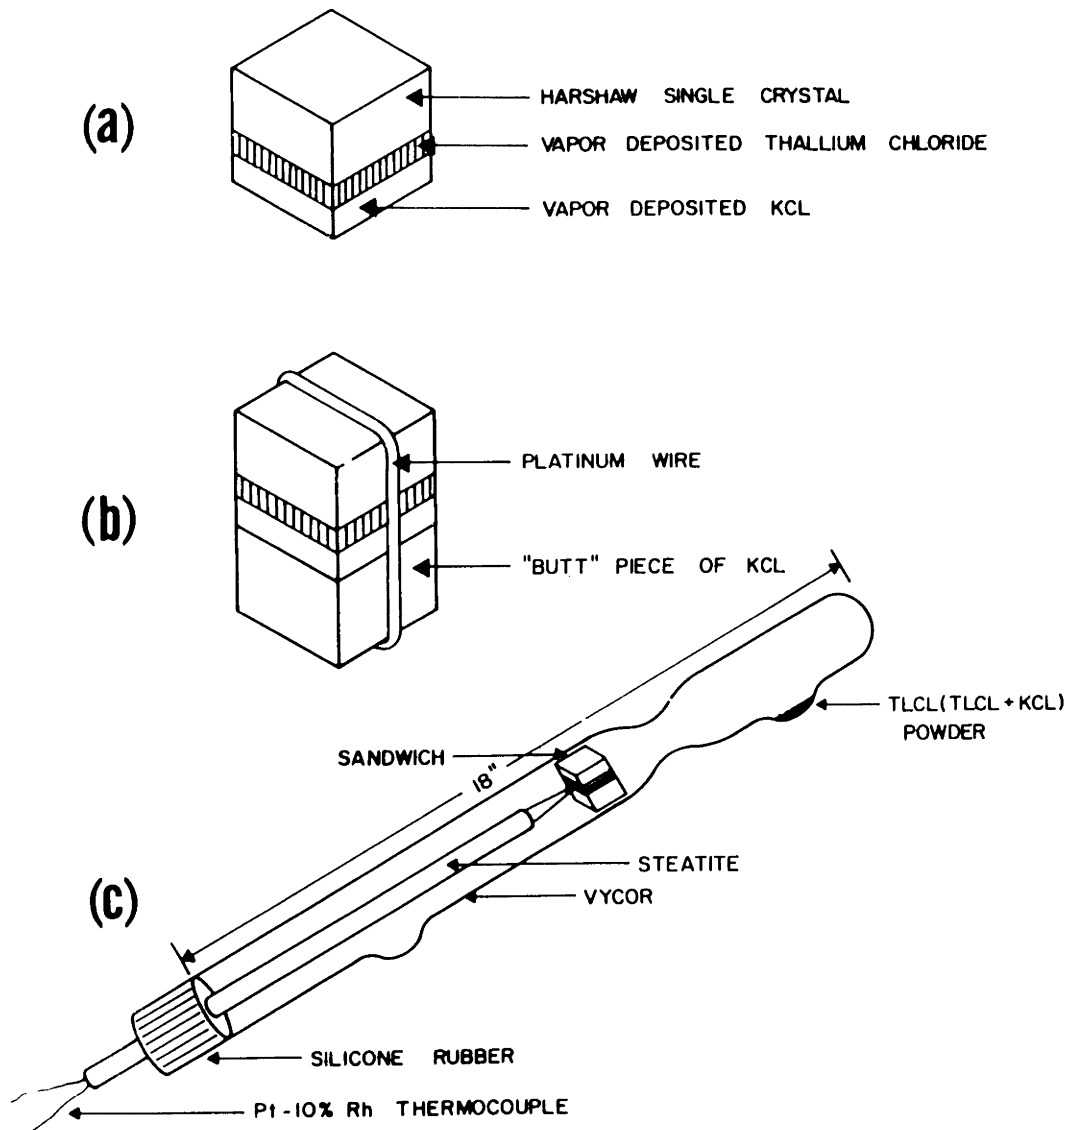 (a)
HARSHAW SINGLE CRYSTAL
VAPOR DEPOSITED THALLIUM CHLORIDE
VAPOR DEPOSITED KCL
(b)
PLATINUM WIRE
"BUTT" PIECE OF KCL
TLCL(TLCL + KCL)
POWDER
SANDWICH
18"
STEATITE
VYCOR
(c)
SILICONE RUBBER
Pt-10% Rh THERMOCOUPLE